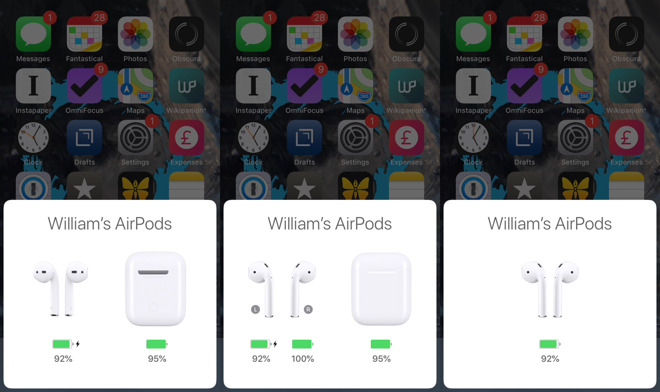 1
28
Messages
Fantastical
Photos
Obscura
9
Instapaper
OmniFocus
Maps
Wikipanion
1
Clock
Drafts
Settings
Expenses
William's AirPods
92%
95%
1
28
Messages
Fantastical
Photos
Obscura
9
Instapaper
OmniFocus
Maps
Wikipanion
1
Clock
Drafts
Settings
Expenses
William's AirPods
L
R
92%
100%
95%
1
28
Messages
Fantastical
Photos
Obscura
9
Instapaper
OmniFocus
Maps
Wikipanion
1
Clock
Drafts
Settings
Expenses
William's AirPods
92%